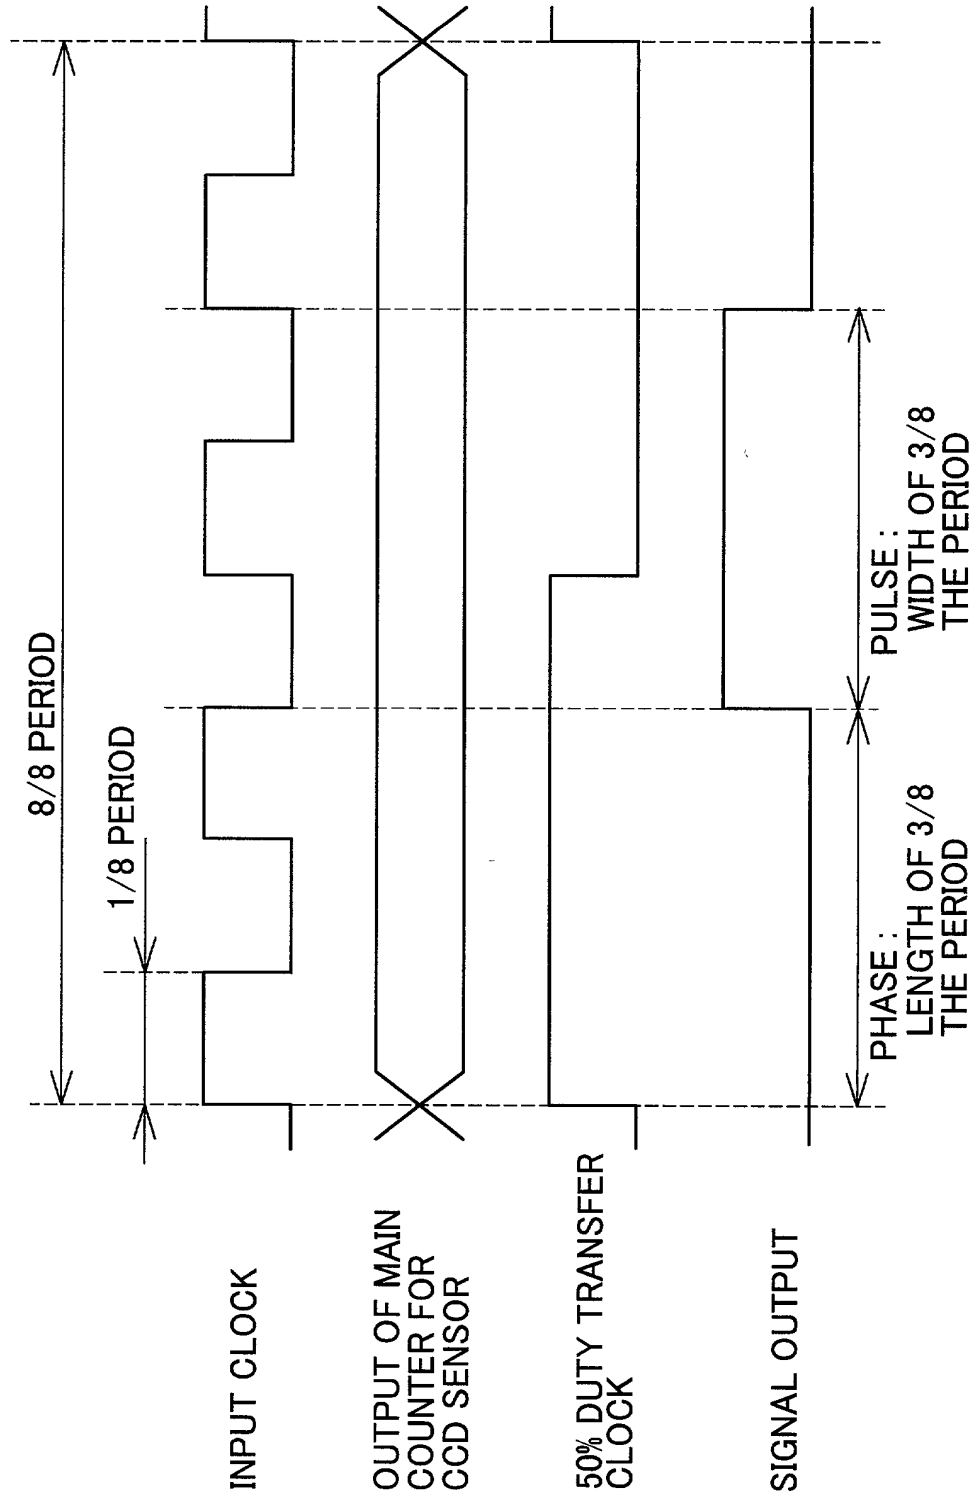 8/8 PERIOD
1/8 PERIOD
INPUT CLOCK
OUTPUT OF MAIN
COUNTER FOR
CCD SENSOR
50% DUTY TRANSFER
CLOCK
SIGNAL OUTPUT
PHASE :
LENGTH OF 3/8
THE PERIOD
PULSE :
WIDTH OF 3/8
THE PERIOD